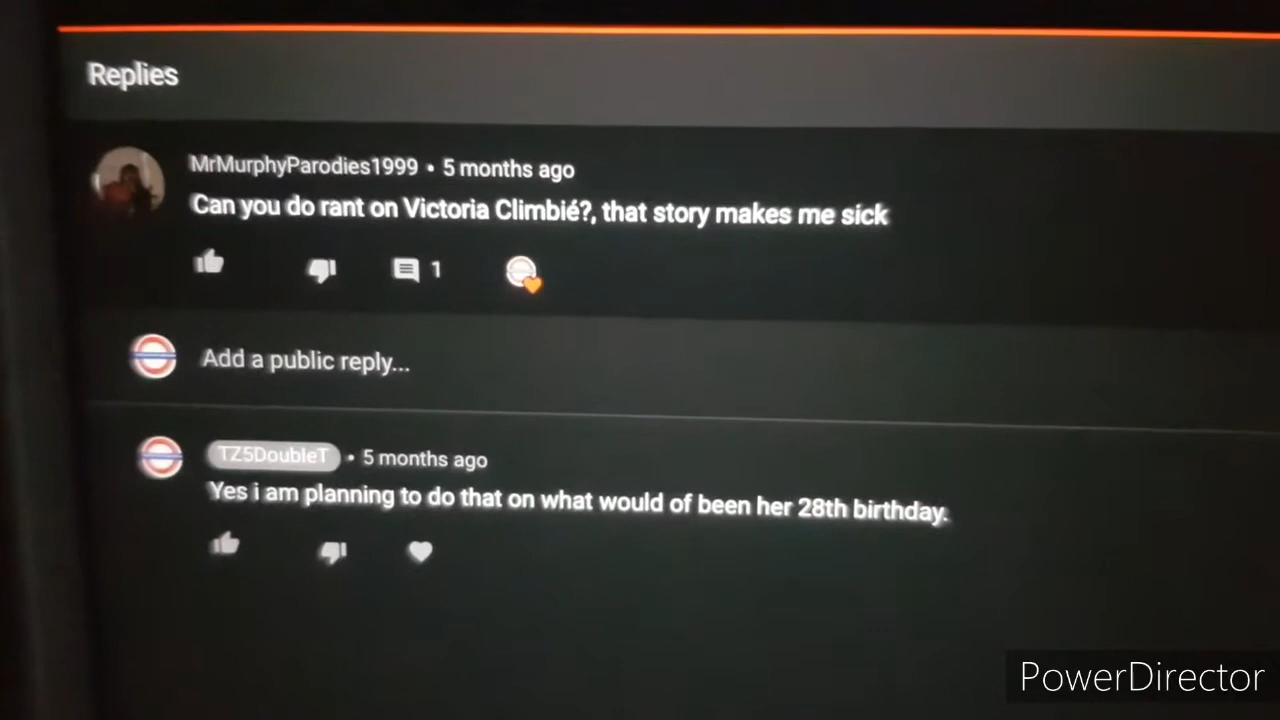 Replies
MrMurphyParodies1999 • 5 months ago
Can you do rant on Victoria Climbié?, that story makes me sick
1
Add a public reply...
TZ5DoubleT • 5 months ago
Yes i am planning to do that on what would of been her 28th birthday.
PowerDirector